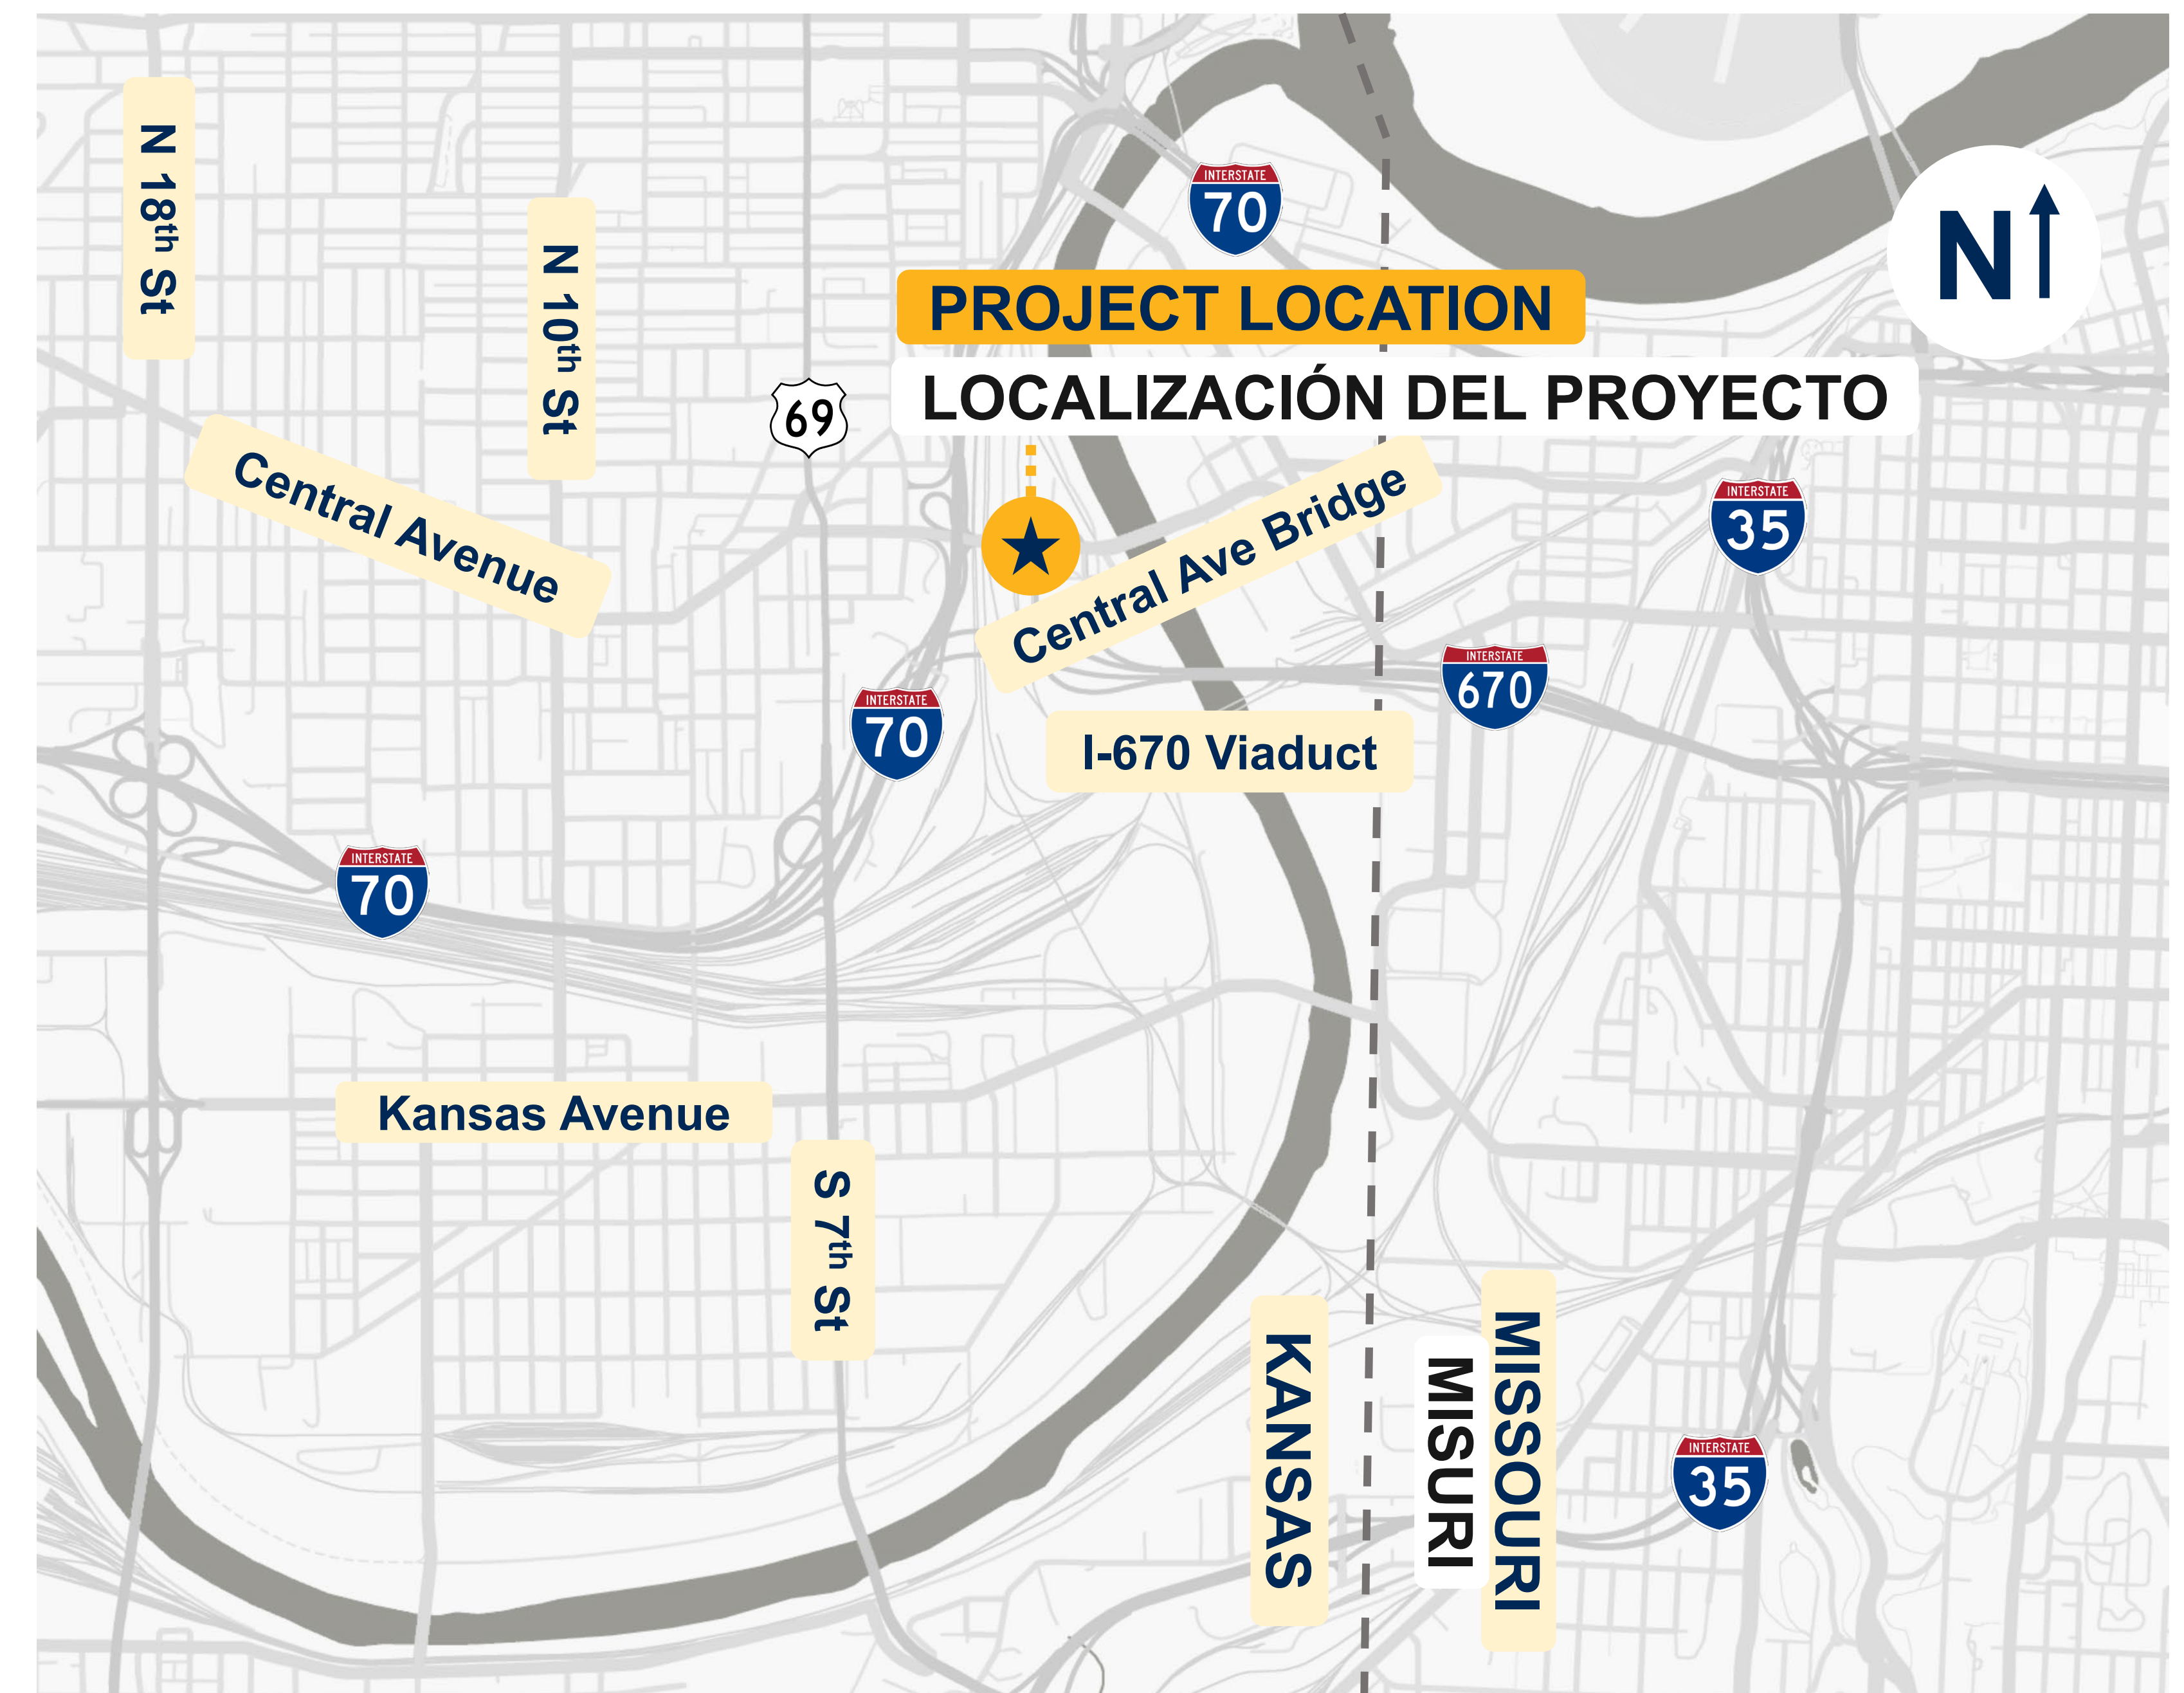 N 18th St
N 10th St
INTERSTATE
70
N
PROJECT LOCATION
LOCALIZACIÓN DEL PROYECTO
69
Central Avenue
Central Ave Bridge
INTERSTATE
35
INTERSTATE
670
INTERSTATE
70
I-670 Viaduct
INTERSTATE
70
Kansas Avenue
S 7th St
KANSAS
MISURI
MISSOURI
INTERSTATE
35